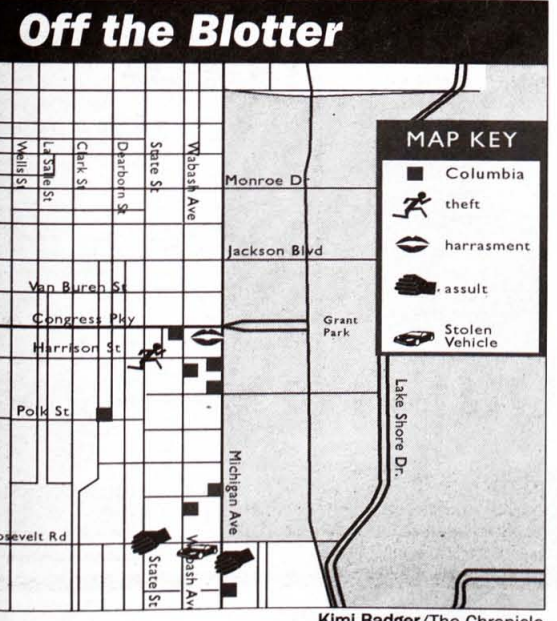 Off the Blotter
MAP KEY
Columbia
theft
harrasment
assult
Stolen
Vehicle
Wells St
La Salle St
Clark St
Dearborn St
State St
Wabash Ave
Monroe Dr
Jackson Blvd
Van Buren St
Congress Pky
Grant
Park
Harrison St
Polk St
Lake Shore Dr.
Michigan Ave
osevelt Rd
State St
Wabash Ave
Kimi Badger/The Chronicle